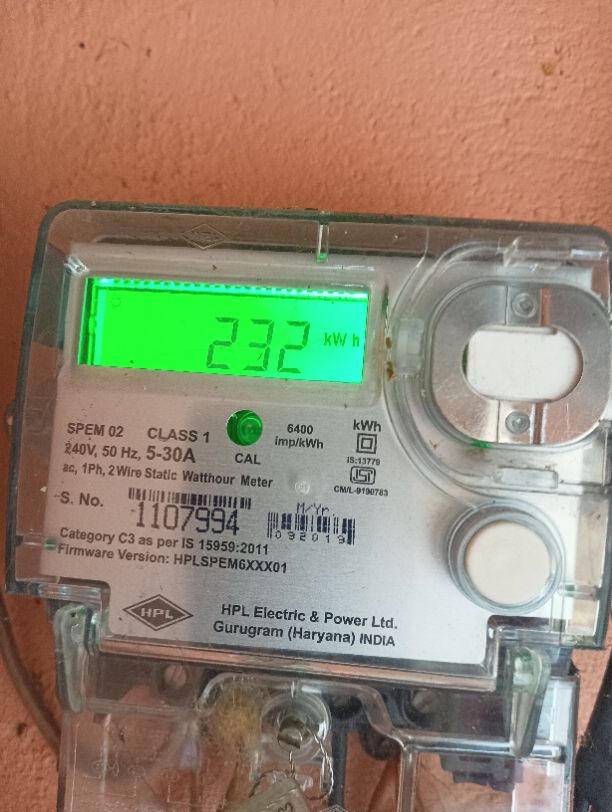 232 kWh
SPEM 02 CLASS 1
240V, 50 Hz, 5-30A
ac, 1Ph, 2 Wire Static Watthour Meter
CAL
6400
imp/kWh
kWh
IS:13779
ISI
CM/L-9190783
S. No.
1107994
M/Yr.
092019
Category C3 as per IS 15959:2011
Firmware Version: HPLSPEM6XXX01
HPL
HPL Electric & Power Ltd.
Gurugram (Haryana) INDIA